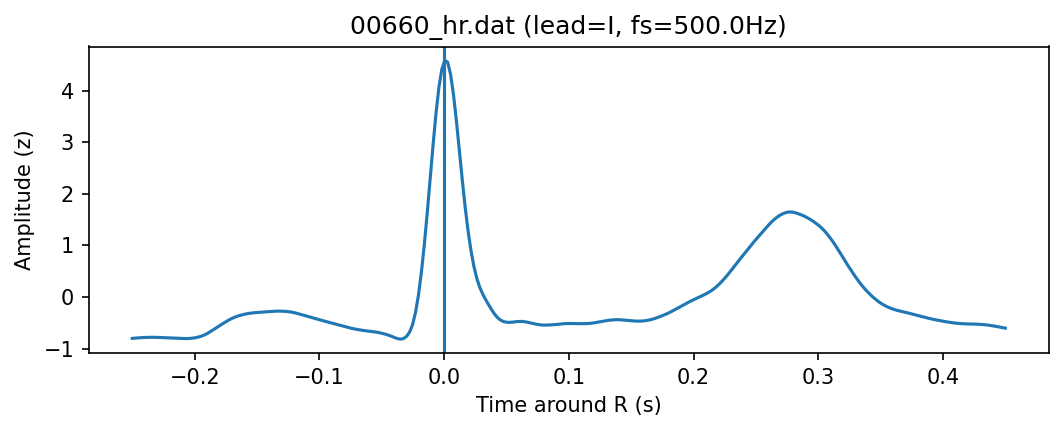 00660_hr.dat (lead=I, fs=500.0Hz)
Amplitude (z)
4
3
2
1
0
−1
−0.2 −0.1 0.0 0.1 0.2 0.3 0.4
Time around R (s)